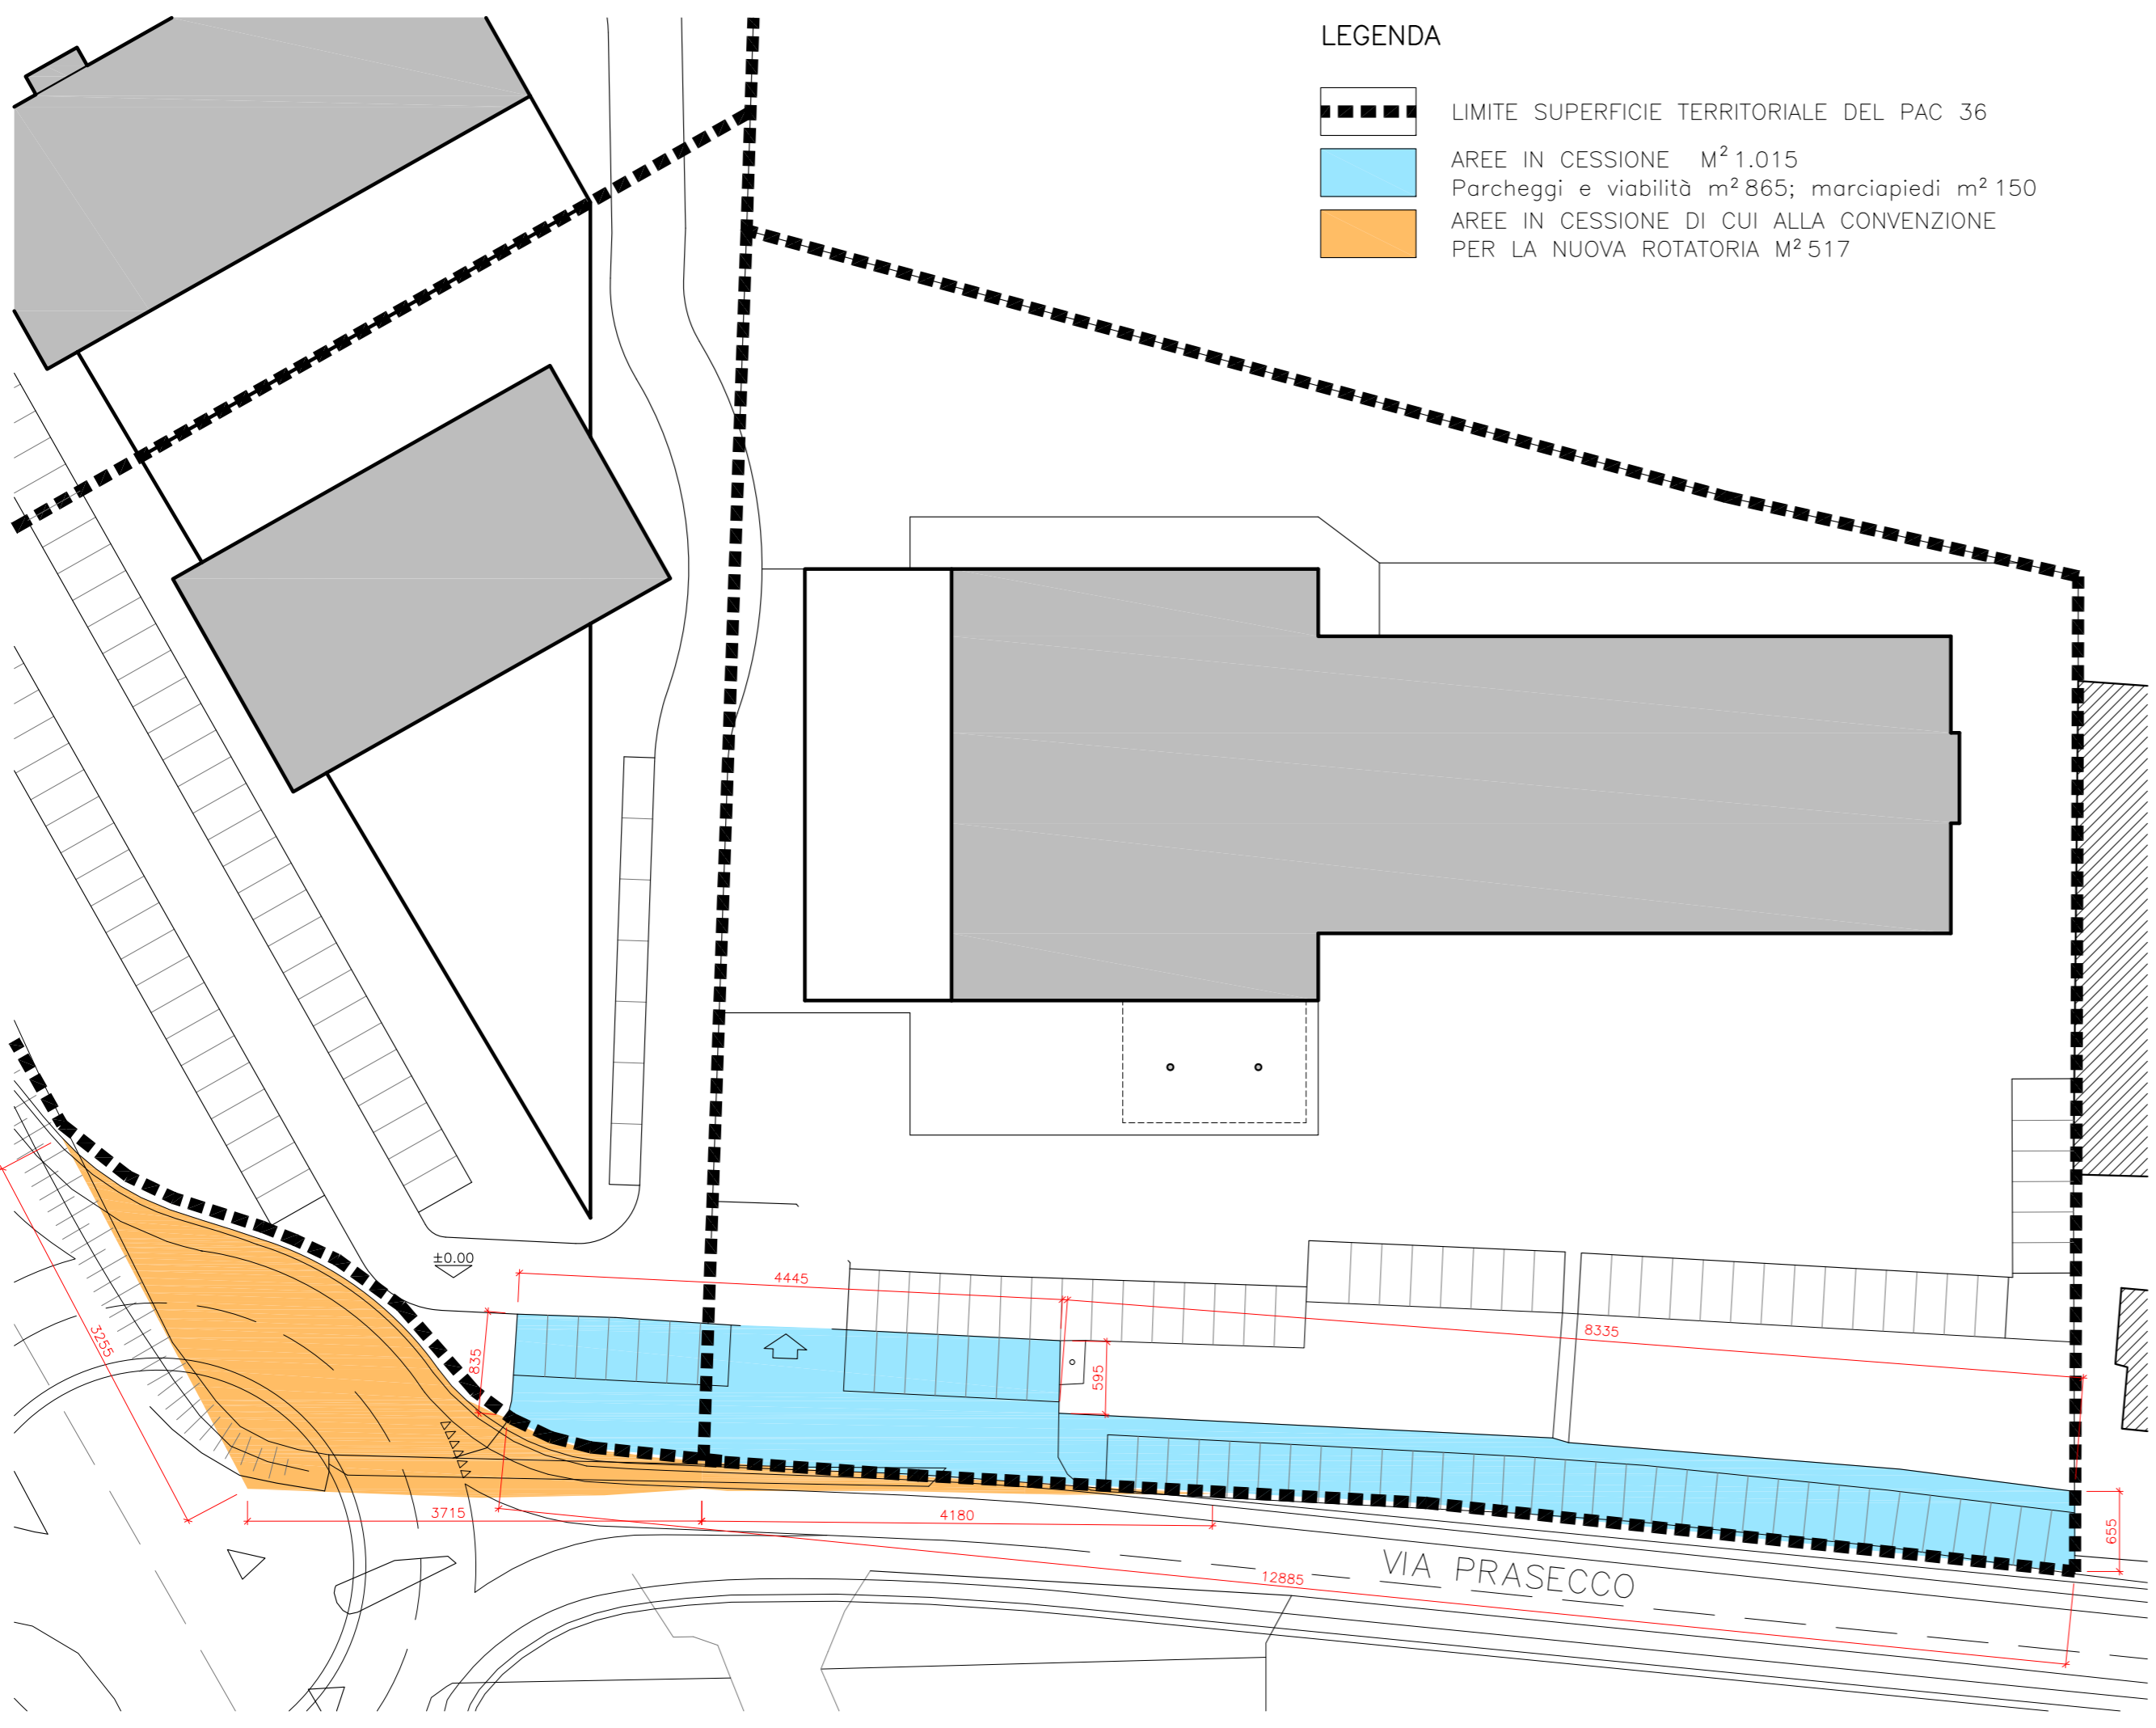 LEGENDA
LIMITE SUPERFICIE TERRITORIALE DEL PAC 36
AREE IN CESSIONE M² 1.015
Parcheggi e viabilità m² 865; marciapiedi m² 150
AREE IN CESSIONE DI CUI ALLA CONVENZIONE
PER LA NUOVA ROTATORIA M² 517
±0.00
4445
8335
3255
835
595
3715
4180
655
12885
VIA PRASECCO